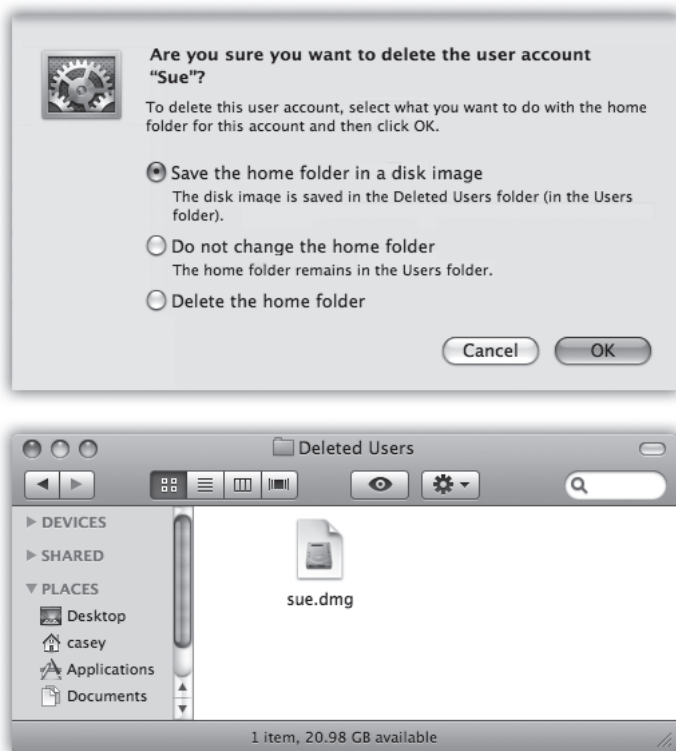 Are you sure you want to delete the user account
“Sue”?
To delete this user account, select what you want to do with the home
folder for this account and then click OK.
Save the home folder in a disk image
The disk image is saved in the Deleted Users folder (in the Users
folder).
Do not change the home folder
The home folder remains in the Users folder.
Delete the home folder
Cancel OK
Deleted Users
DEVICES
SHARED
PLACES
Desktop
casey
Applications
Documents
sue.dmg
1 item, 20.98 GB available